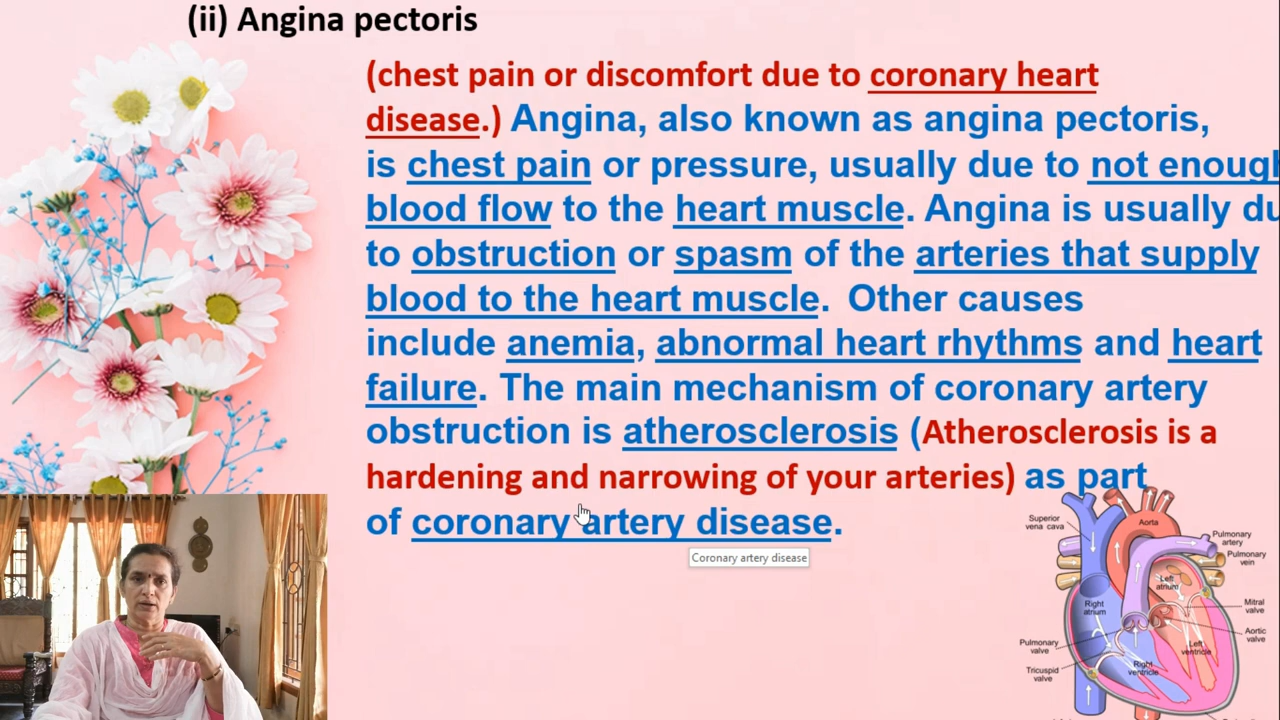 (ii) Angina pectoris
(chest pain or discomfort due to coronary heart
disease.) Angina, also known as angina pectoris,
is chest pain or pressure, usually due to not enough
blood flow to the heart muscle. Angina is usually du
to obstruction or spasm of the arteries that supply
blood to the heart muscle. Other causes
include anemia, abnormal heart rhythms and heart
failure. The main mechanism of coronary artery
obstruction is atherosclerosis (Atherosclerosis is a
hardening and narrowing of your arteries) as part
of coronary artery disease.
Coronary artery disease
Superior
vena cava
Aorta
Pulmonary
artery
Pulmonary
vein
Left
atrium
Right
atrium
Mitral
valve
Aortic
valve
Pulmonary
valve
Left
ventricle
Tricuspid
valve
Right
ventricle